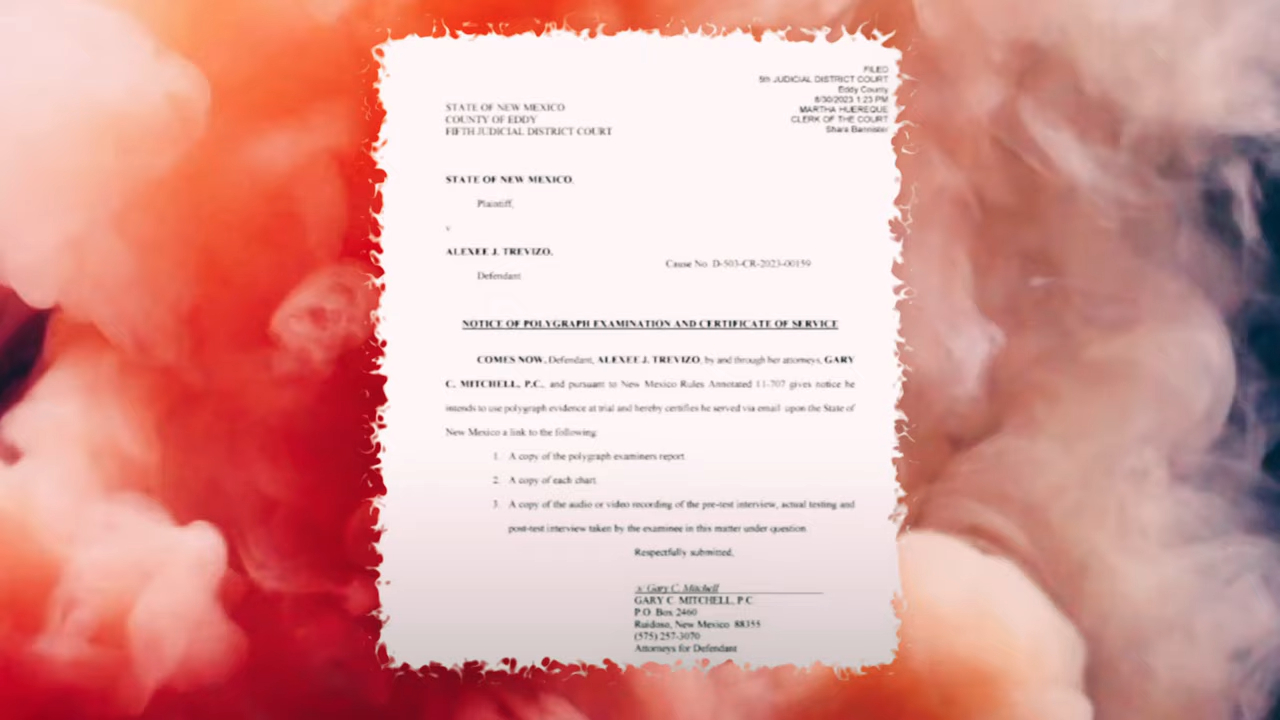 FILED
5th JUDICIAL DISTRICT COURT
Eddy County
6/30/2023 1:23 PM
MARTHA HUEREQUE
CLERK OF THE COURT
Share Bannister
STATE OF NEW MEXICO
COUNTY OF EDDY
FIFTH JUDICIAL DISTRICT COURT
STATE OF NEW MEXICO,
Plaintiff,
v
ALEXEE J. TREVIZO,
Cause No. D-503-CR-2023-00159
Defendant
NOTICE OF POLYGRAPH EXAMINATION AND CERTIFICATE OF SERVICE
COMES NOW, Defendant, ALEXEE J. TREVIZO, by and through her attorneys, GARY
C. MITCHELL, P.C., and pursuant to New Mexico Rules Annotated 11-707 gives notice he
intends to use polygraph evidence at trial and hereby certifies he served via email upon the State of
New Mexico a link to the following:
1. A copy of the polygraph examiners report.
2. A copy of each chart.
3. A copy of the audio or video recording of the pre-test interview, actual testing and
post-test interview taken by the examinee in this matter under question.
Respectfully submitted,
/s/ Gary C. Mitchell
GARY C. MITCHELL, P.C.
P.O. Box 2460
Ruidoso, New Mexico 88355
(575) 257-3070
Attorneys for Defendant